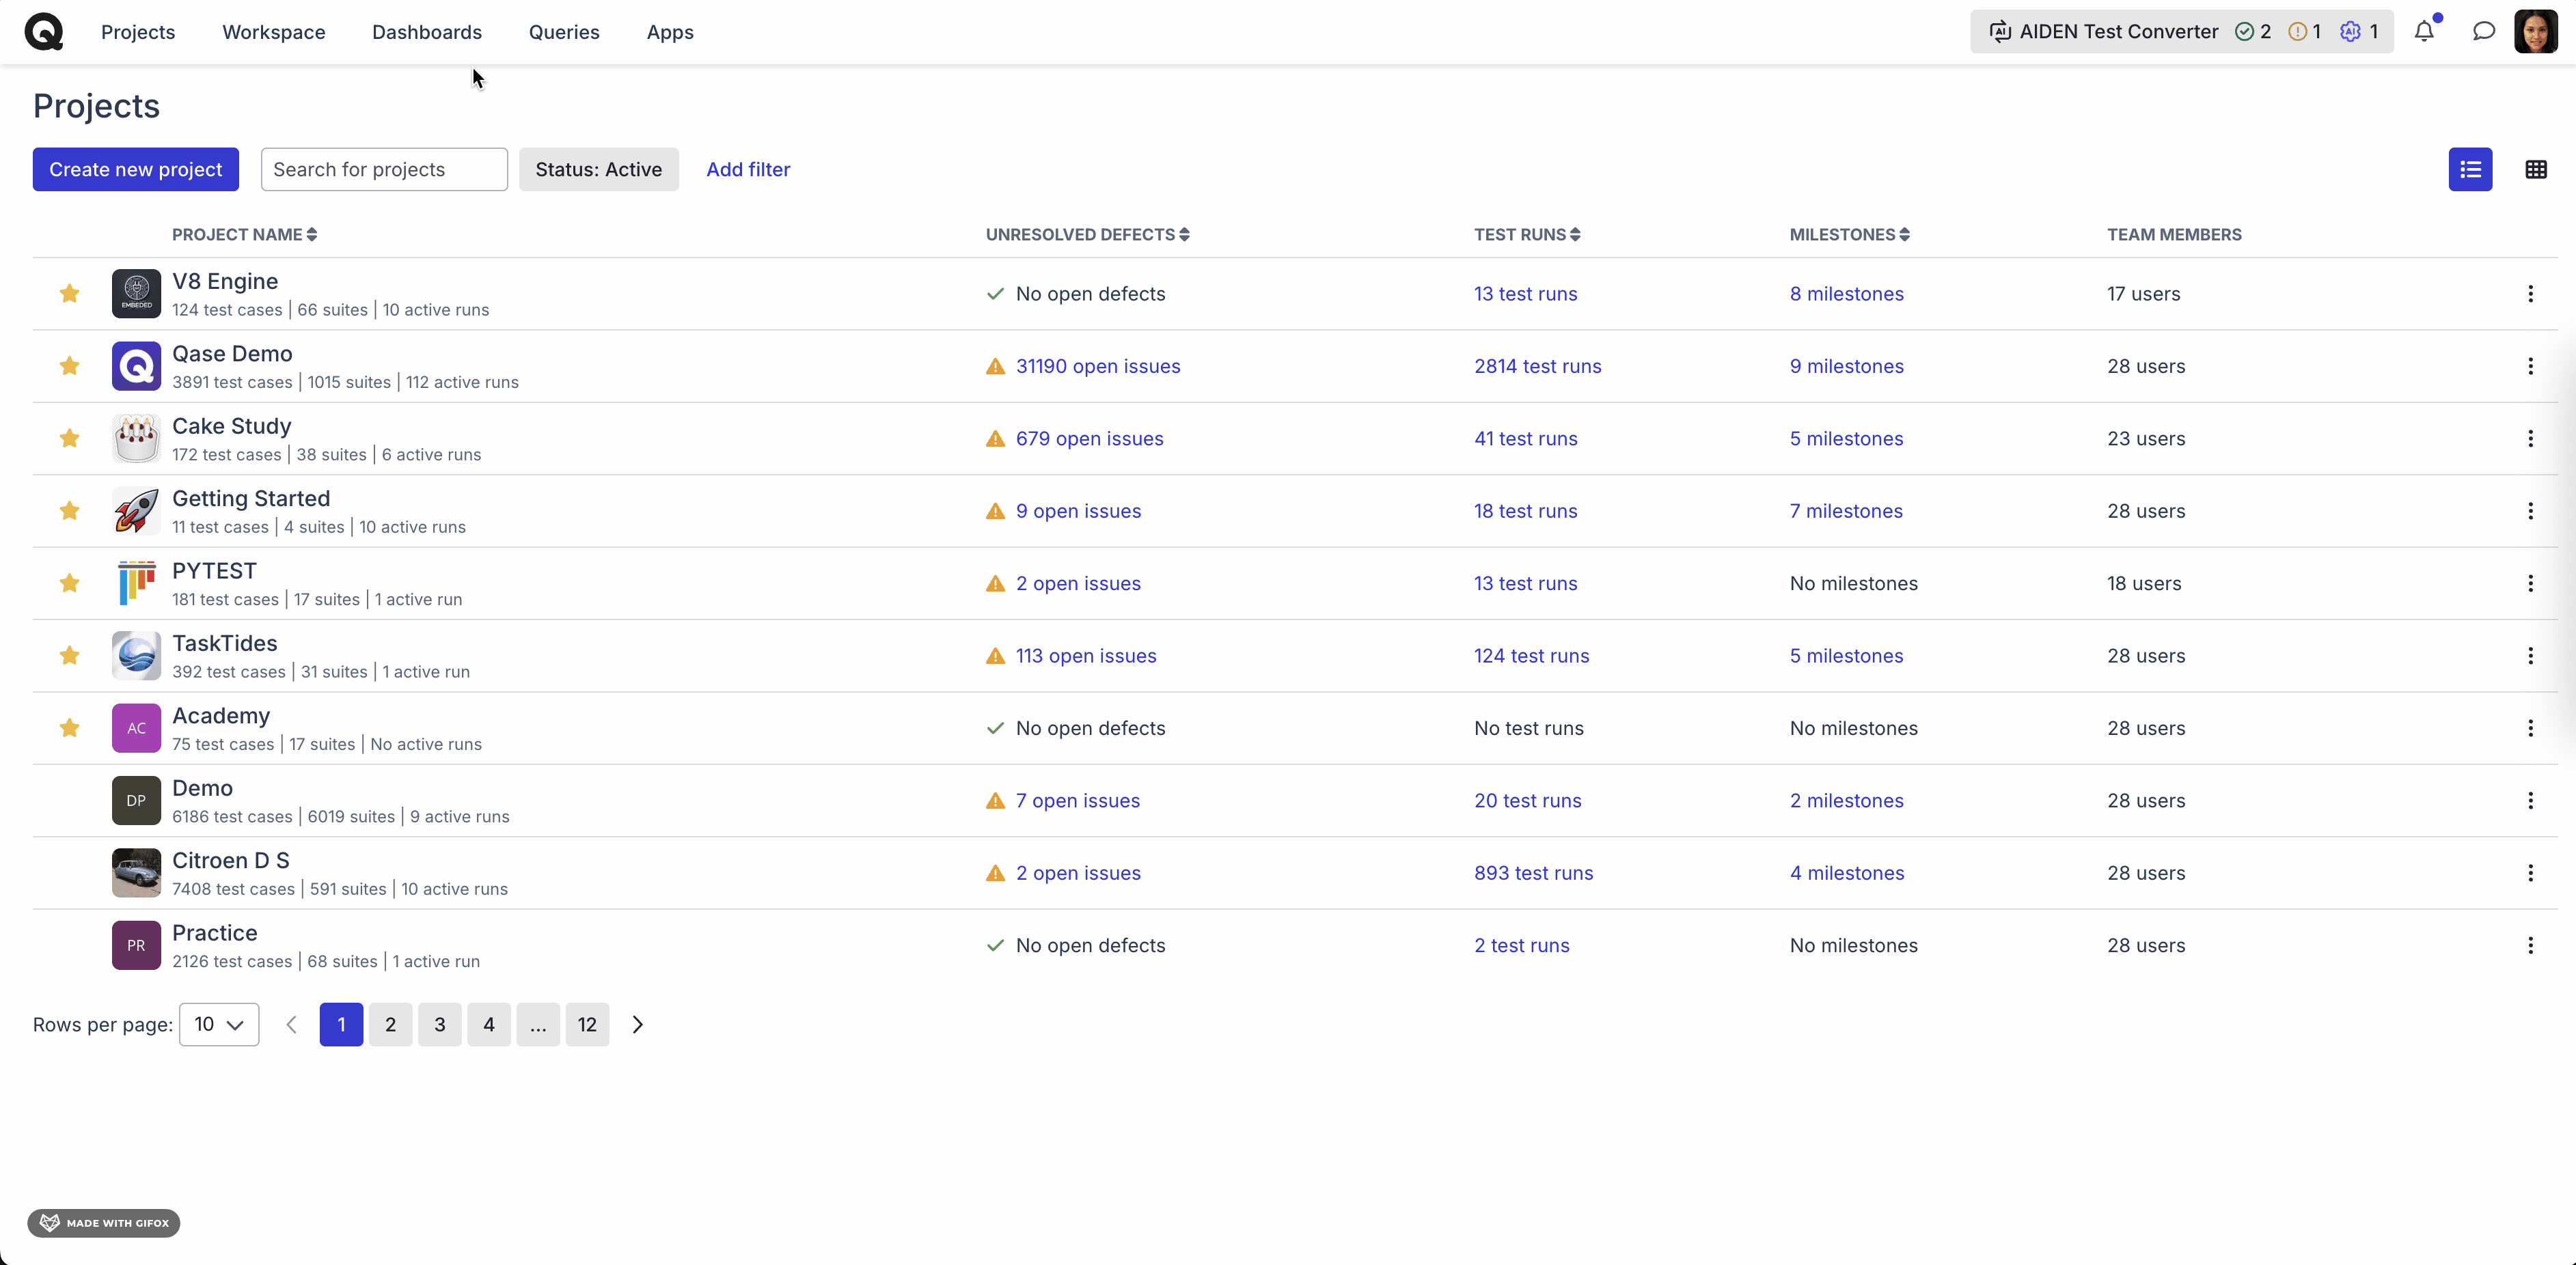 Projects Workspace Dashboards Queries Apps AIDEN Test Converter 2 1 AI 1
Projects
Create new project Search for projects Status: Active Add filter
PROJECT NAME UNRESOLVED DEFECTS TEST RUNS MILESTONES TEAM MEMBERS
EMBEDED
V8 Engine
124 test cases | 66 suites | 10 active runs
No open defects 13 test runs 8 milestones 17 users
Qase Demo
3891 test cases | 1015 suites | 112 active runs
31190 open issues 2814 test runs 9 milestones 28 users
Cake Study
172 test cases | 38 suites | 6 active runs
679 open issues 41 test runs 5 milestones 23 users
Getting Started
11 test cases | 4 suites | 10 active runs
9 open issues 18 test runs 7 milestones 28 users
PYTEST
181 test cases | 17 suites | 1 active run
2 open issues 13 test runs No milestones 18 users
TaskTides
392 test cases | 31 suites | 1 active run
113 open issues 124 test runs 5 milestones 28 users
AC
Academy
75 test cases | 17 suites | No active runs
No open defects No test runs No milestones 28 users
DP
Demo
6186 test cases | 6019 suites | 9 active runs
7 open issues 20 test runs 2 milestones 28 users
Citroen D S
7408 test cases | 591 suites | 10 active runs
2 open issues 893 test runs 4 milestones 28 users
PR
Practice
2126 test cases | 68 suites | 1 active run
No open defects 2 test runs No milestones 28 users
Rows per page: 10 1 2 3 4 ... 12
MADE WITH GIFOX